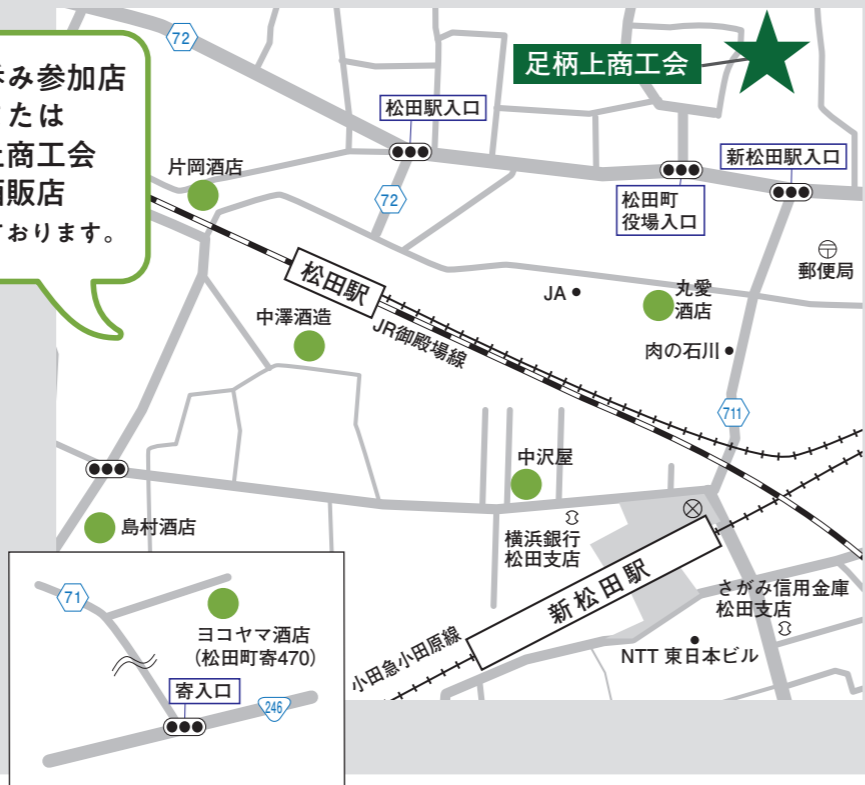 み参加店
たは
商工会
販店
ております。
72
足柄上商工会
松田駅入口
片岡酒店
72
松田町
役場入口
新松田駅入口
郵便局
松田駅
JA
丸愛
酒店
中澤酒造
JR御殿場線
肉の石川
711
中沢屋
島村酒店
横浜銀行
松田支店
新松田駅
さがみ信用金庫
松田支店
NTT 東日本ビル
小田急小田原線
71
ヨコヤマ酒店
(松田町寄470)
寄入口
246